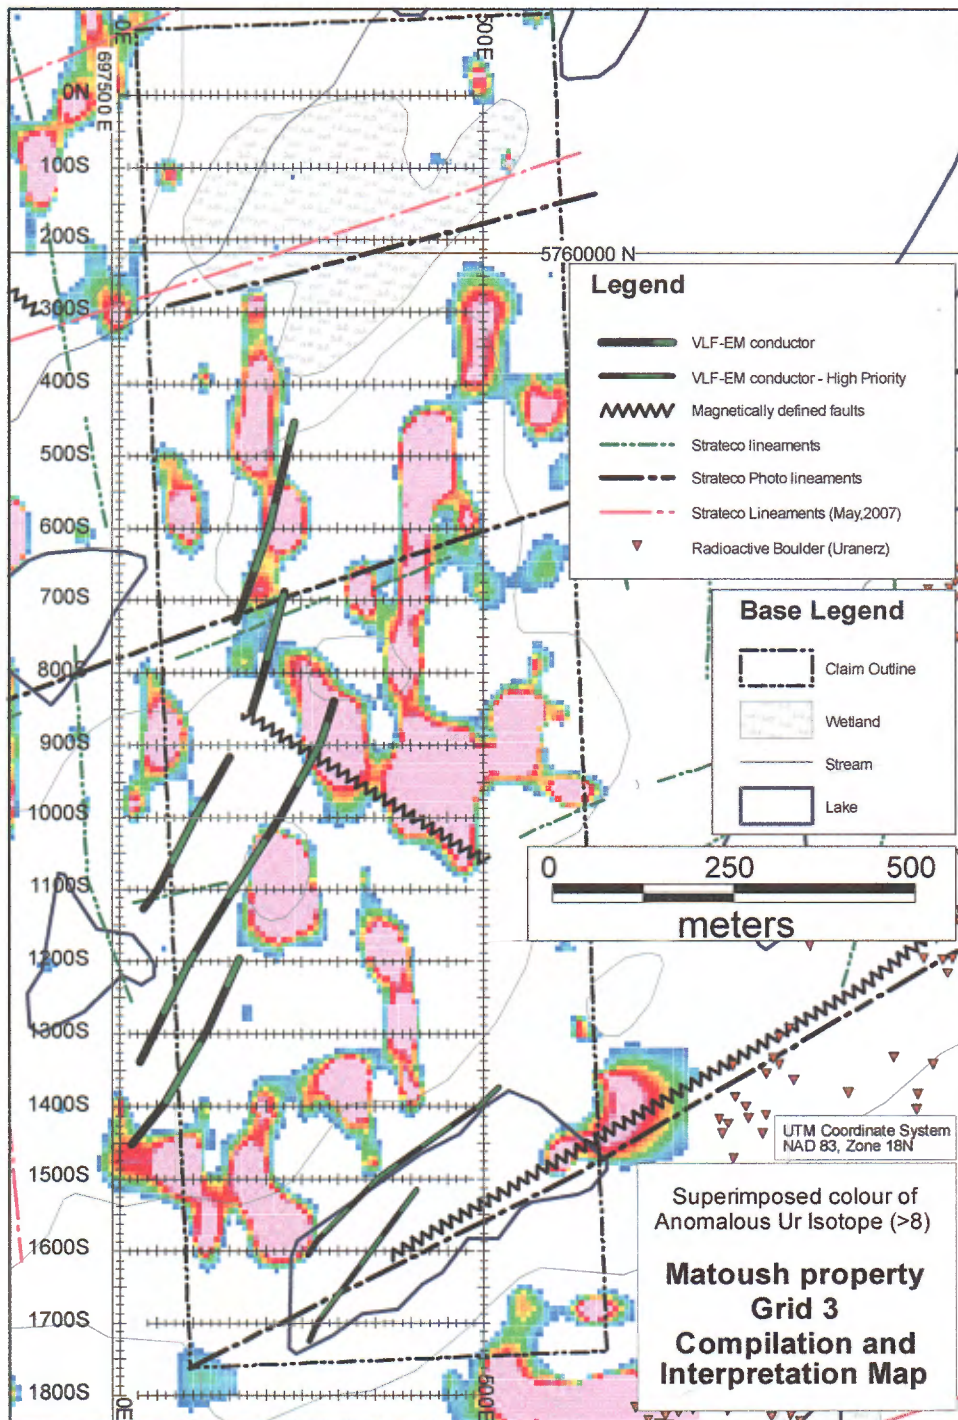 0E
500E
69750 0 E
0N
100S
200S
5760000 N
300S
400S
500S
600S
700S
800S
900S
1000S
1100S
1200S
1300S
1400S
1500S
1600S
1700S
1800S
0E
500E
Legend
VLF-EM conductor
VLF-EM conductor - High Priority
Magnetically defined faults
Strateco lineaments
Strateco Photo lineaments
Strateco Lineaments (May,2007)
Radioactive Boulder (Uranerz)
Base Legend
Claim Outline
Wetland
Stream
Lake
0 250 500
meters
UTM Coordinate System
NAD 83, Zone 18N
Superimposed colour of
Anomalous Ur Isotope (>8)
Matoush property
Grid 3
Compilation and
Interpretation Map